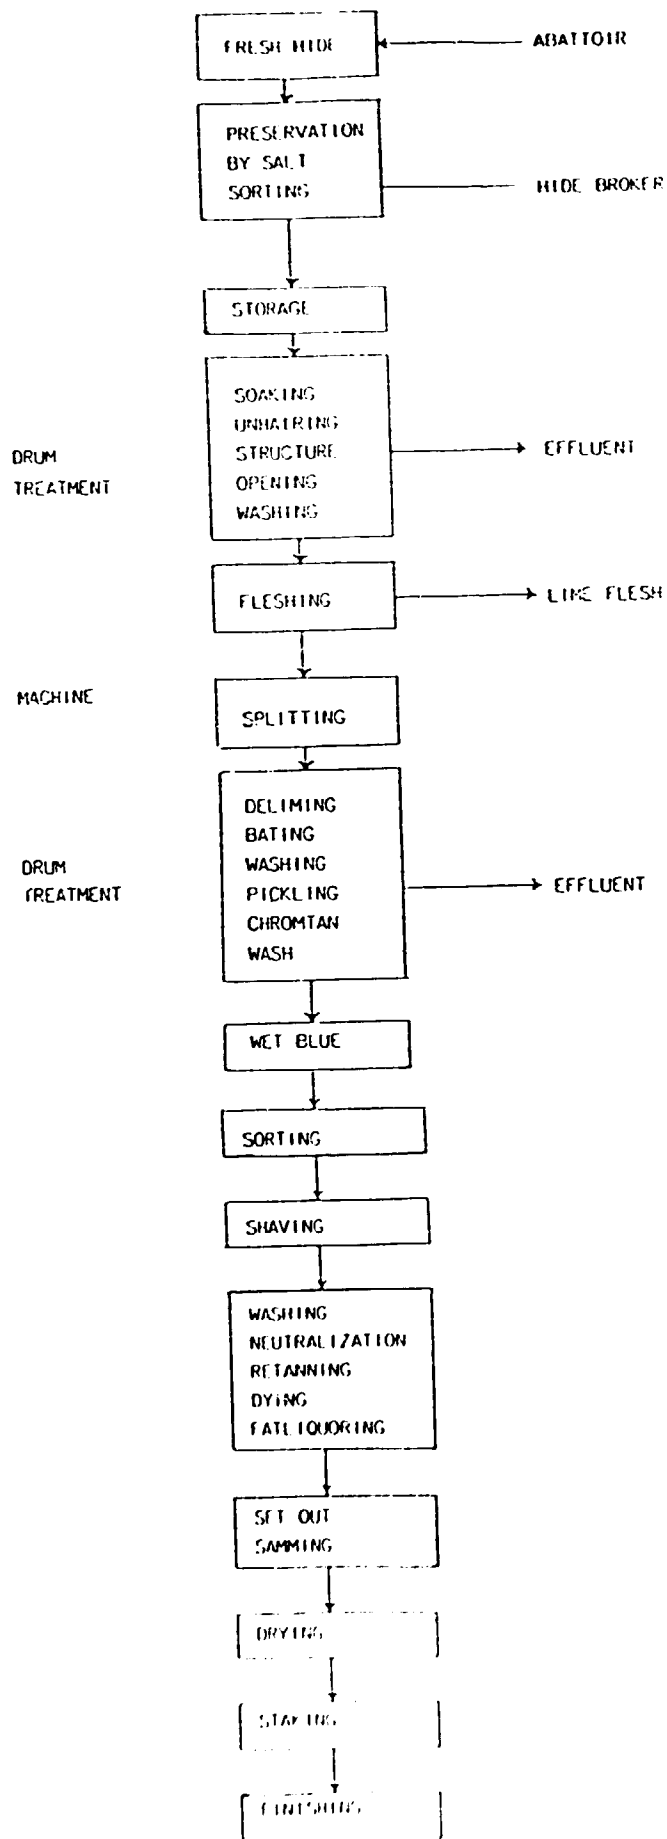 FRESH HIDE
ABATTOIR
PRESERVATION
BY SALT
SORTING
HIDE BROKER
STORAGE
DRUM
TREATMENT
SOAKING
UNHAIRING
STRUCTURE
OPENING
WASHING
EFFLUENT
FLESHING
LIME FLESH
MACHINE
SPLITTING
DRUM
TREATMENT
DELIMING
BATING
WASHING
PICKLING
CHROMTAN
WASH
EFFLUENT
WET BLUE
SORTING
SHAVING
WASHING
NEUTRALIZATION
RETANNING
DYING
FATLIQUORING
SET OUT
SAMMING
DRYING
STAKING
FINISHING